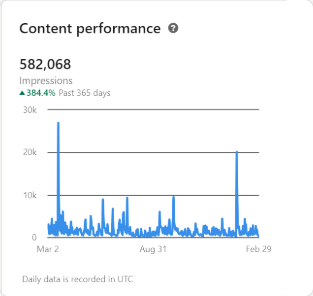 Content performance ?
582,068
Impressions
▲384.4% Past 365 days
30k
20k
10k
0
Mar 2 Aug 31 Feb 29
Daily data is recorded in UTC